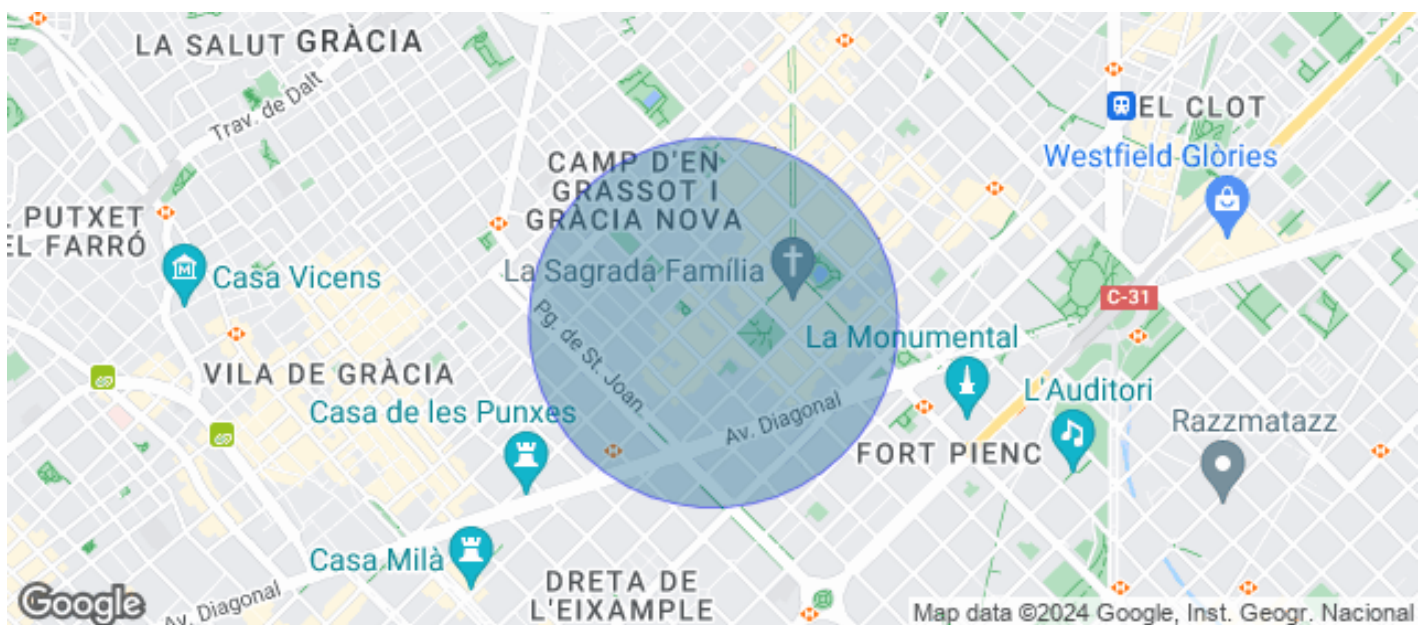 LA SALUT
GRÀCIA
Trav. de Dalt
EL CLOT
Westfield Glòries
CAMP D'EN
GRASSOT I
GRÀCIA NOVA
PUTXET
EL FARRÓ
Casa Vicens
La Sagrada Família
C-31
Pg. de St. Joan
La Monumental
VILA DE GRÀCIA
Casa de les Punxes
Av. Diagonal
L'Auditori
Razzmatazz
FORT PIENC
Casa Milà
DRETA DE
L'EIXAMPLE
Google
Av. Diagonal
Map data ©2024 Google, Inst. Geogr. Nacional